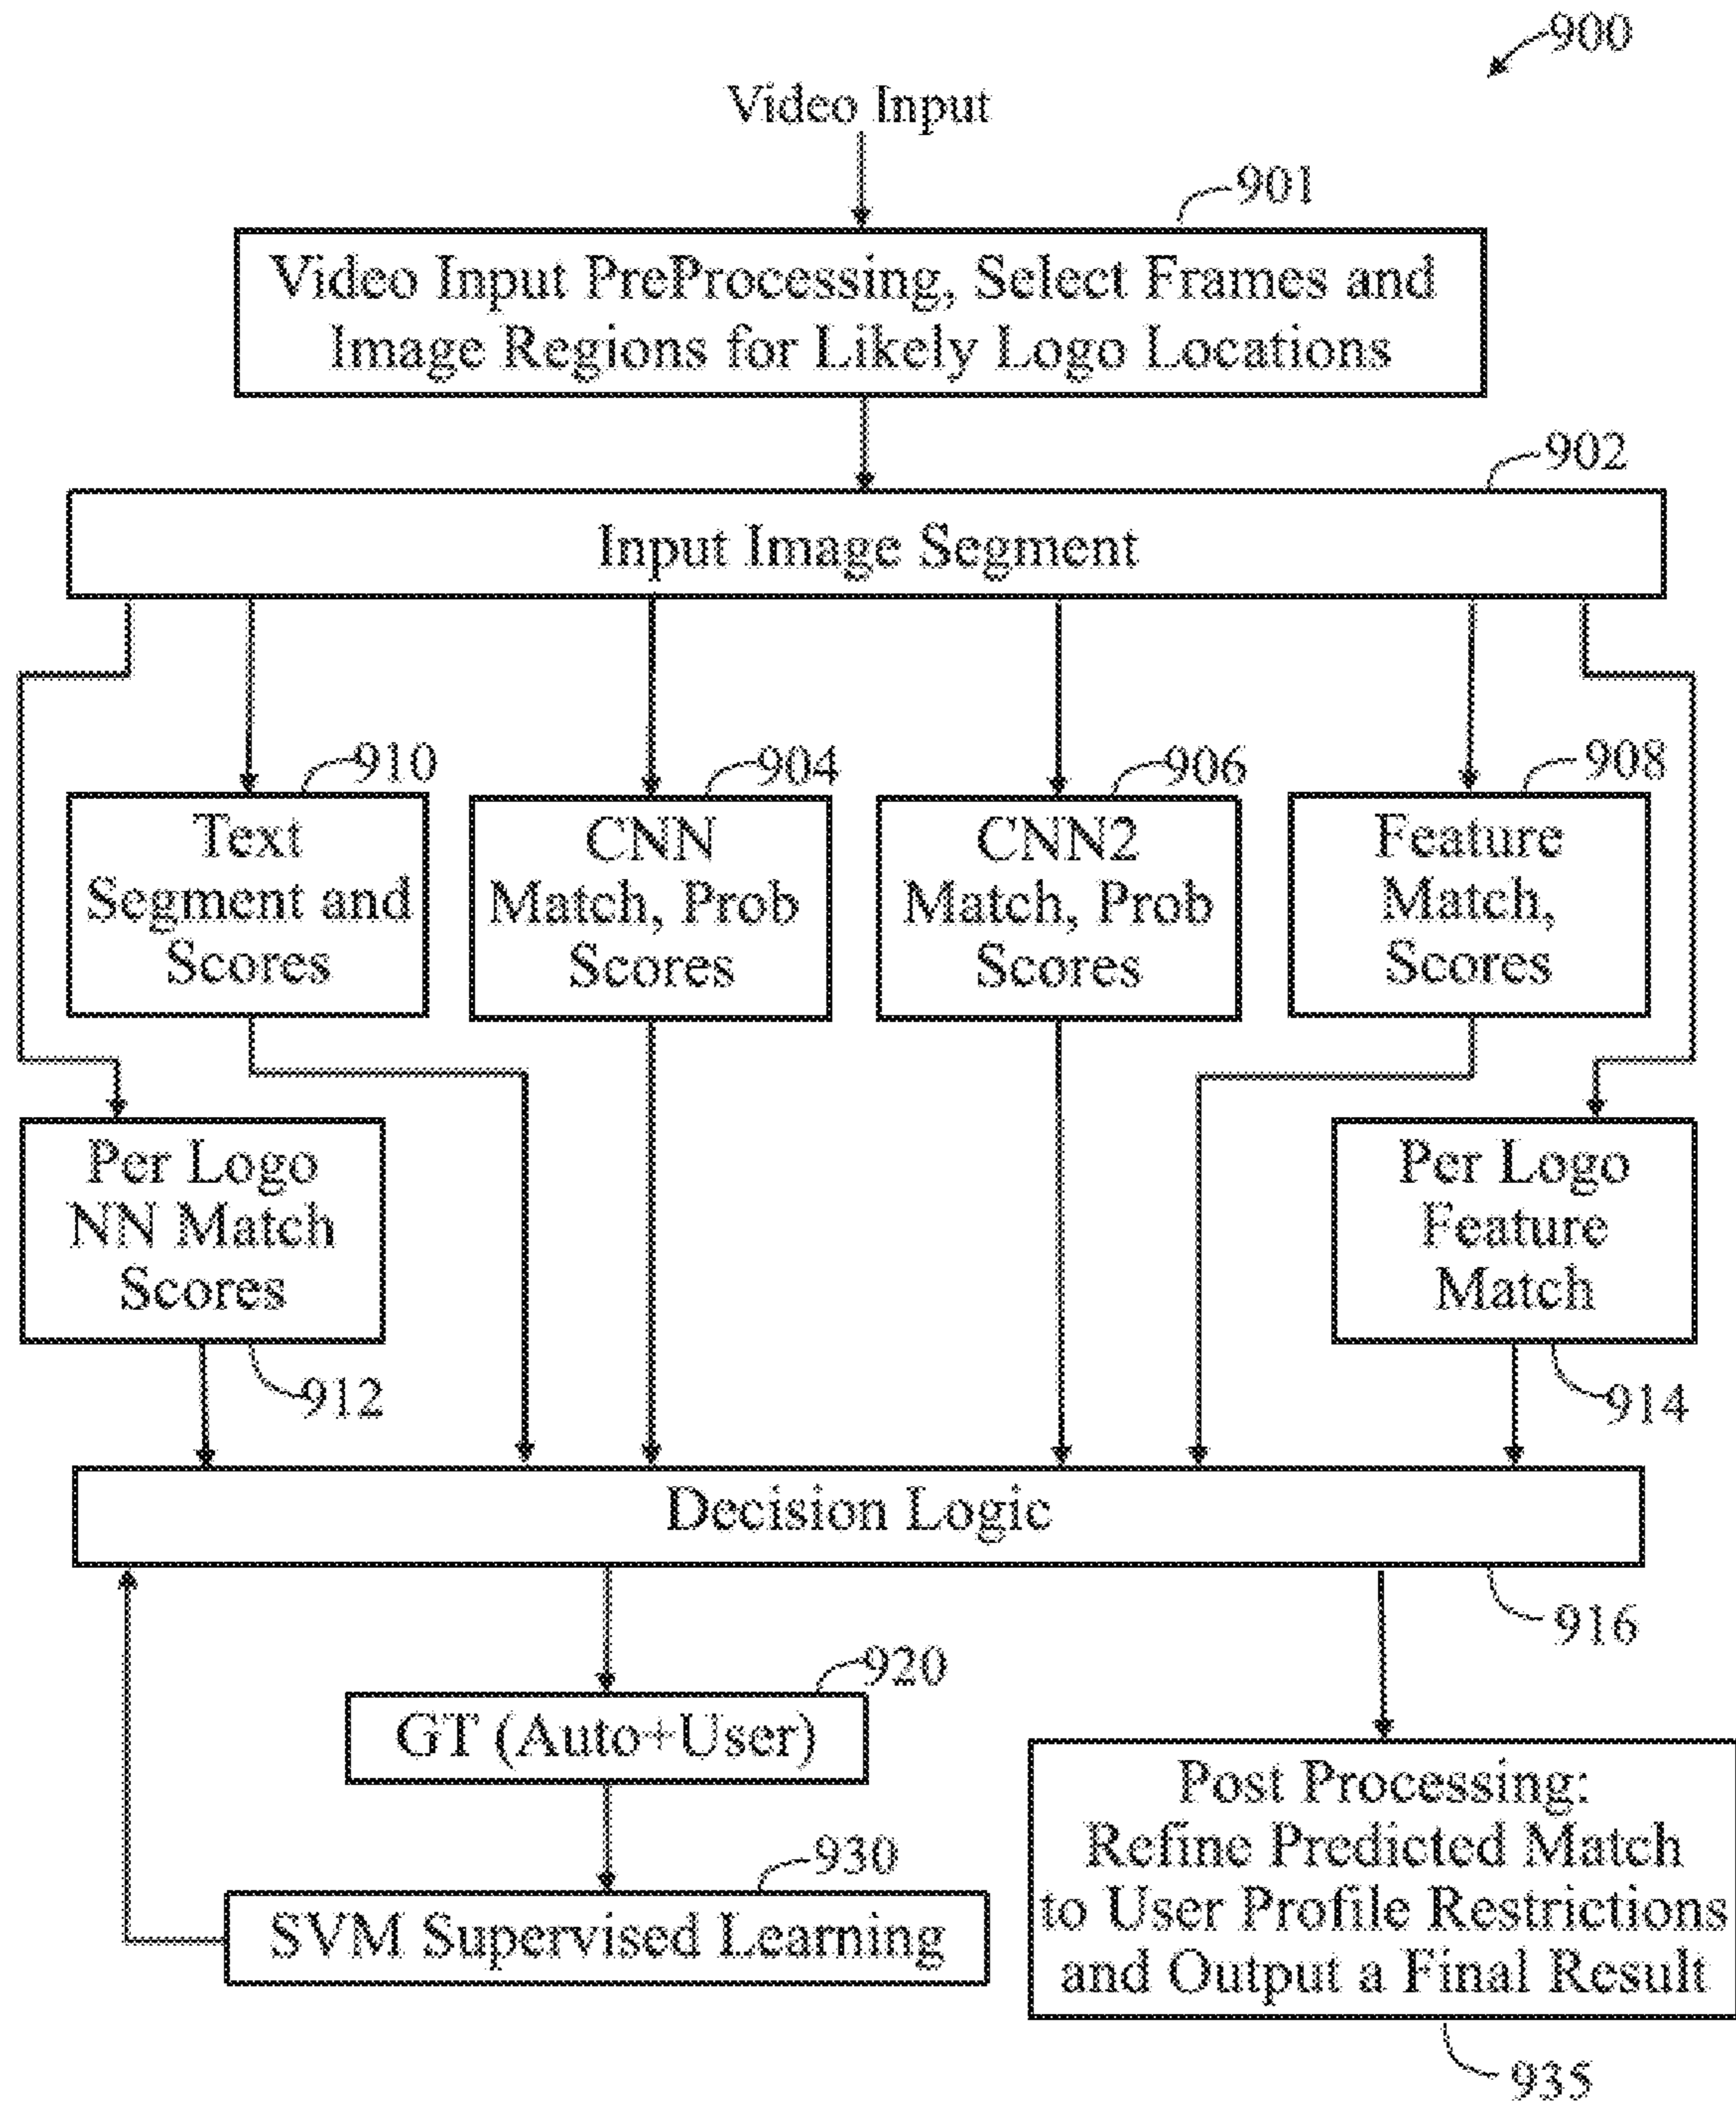 900
Video Input
901
Video Input PreProcessing, Select Frames and
Image Regions for Likely Logo Locations
902
Input Image Segment
910
Text
Segment and
Scores
904
CNN
Match, Prob
Scores
906
CNN2
Match, Prob
Scores
908
Feature
Match,
Scores
Per Logo
NN Match
Scores
912
Per Logo
Feature
Match
914
Decision Logic
916
920
GT (Auto+User)
930
SVM Supervised Learning
Post Processing:
Refine Predicted Match
to User Profile Restrictions
and Output a Final Result
935